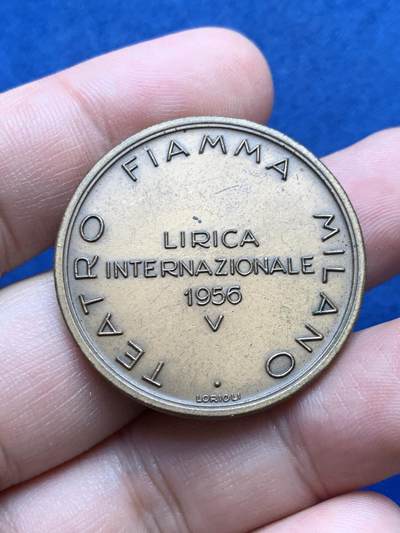 TEATRO FIAMMA MILANO
LIRICA
INTERNAZIONALE
1956
V
LORIOLI